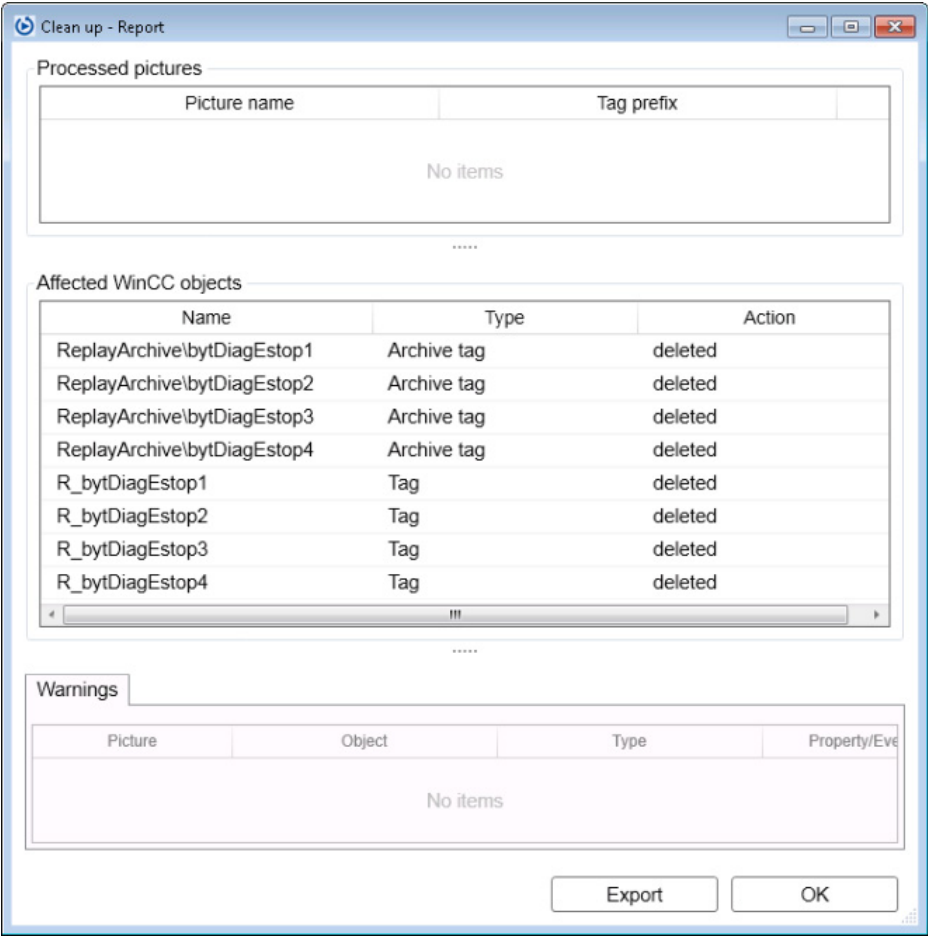 Clean up - Report
Processed pictures
Picture name Tag prefix
No items
Affected WinCC objects
Name Type Action
ReplayArchive\bytDiagEstop1 Archive tag deleted
ReplayArchive\bytDiagEstop2 Archive tag deleted
ReplayArchive\bytDiagEstop3 Archive tag deleted
ReplayArchive\bytDiagEstop4 Archive tag deleted
R_bytDiagEstop1 Tag deleted
R_bytDiagEstop2 Tag deleted
R_bytDiagEstop3 Tag deleted
R_bytDiagEstop4 Tag deleted
Warnings
Picture Object Type Property/Eve
No items
Export OK